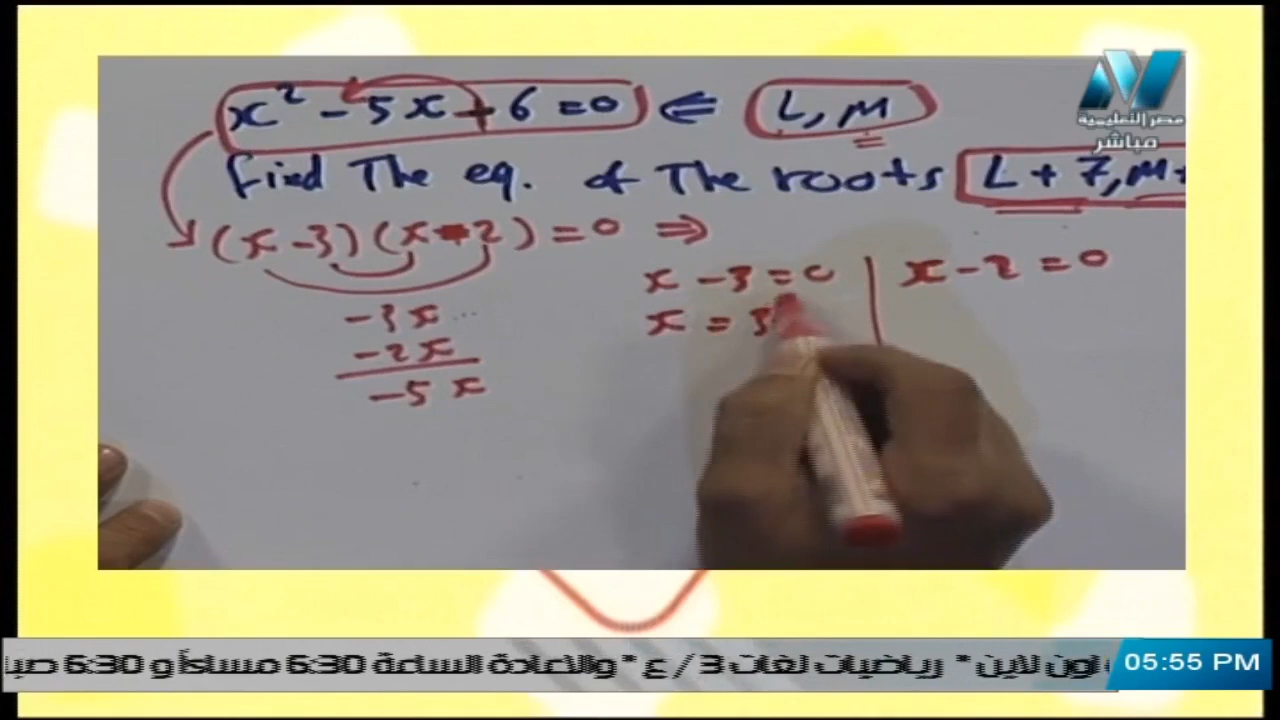 x² - 5x + 6 = 0 ⇐ L, M
مصر التعليمية
مباشر
find The eq. of The roots L + 7, M+
(x - 3) (x - 2) = 0 ⇒
x - 3 = 0 | x - 2 = 0
-3x
x = 3
-2x
-5x
اون لاين " رياضيات لغات 3 / ع " والاعادة الساعة 6:30 مساءاً و 6:30
05:55 PM